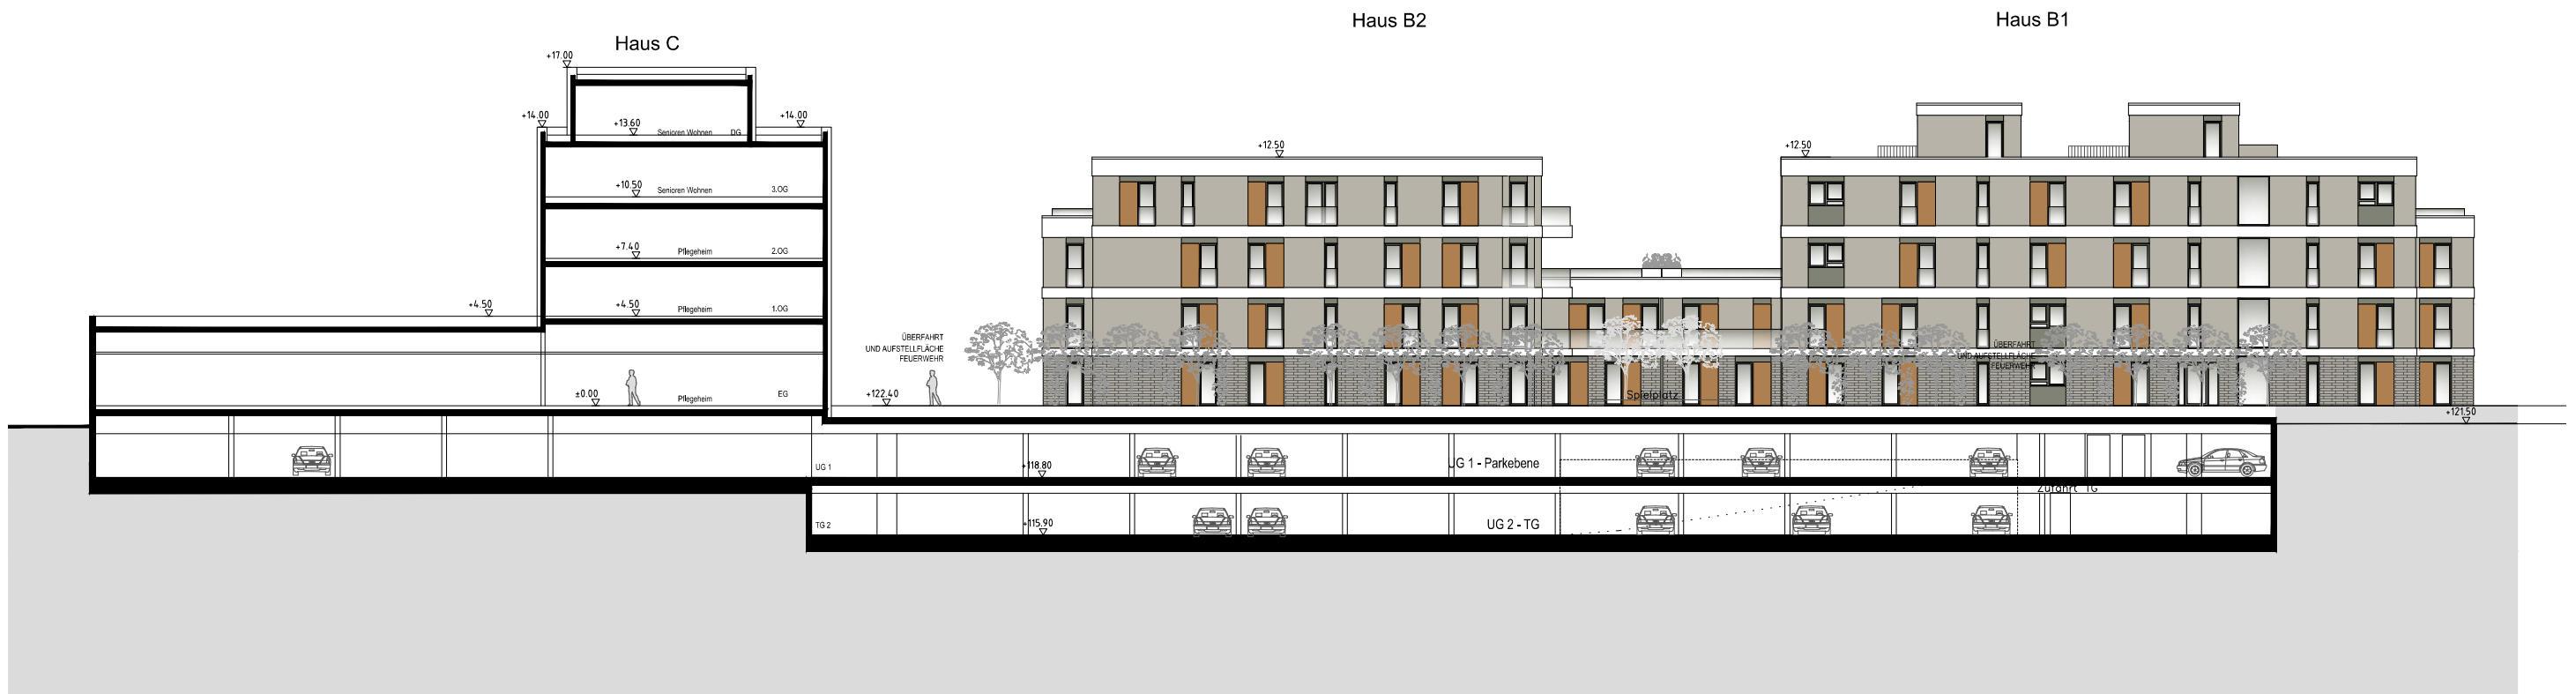 Haus C
Haus B2
Haus B1
+17.00
+14.00
+13.60
Senioren Wohnen
DG
+14.00
+12.50
+12.50
+10.50
Senioren Wohnen
3.OG
+7.40
Pflegeheim
2.OG
+4.50
+4.50
Pflegeheim
1.OG
ÜBERFAHRT
UND AUFSTELLFLÄCHE
FEUERWEHR
ÜBERFAHRT
UND AUFSTELLFLÄCHE
FEUERWEHR
±0.00
Pflegeheim
EG
+122.40
Spielplatz
+121.50
UG 1
+118.80
UG 1 - Parkebene
Zufahrt TG
TG 2
+115.90
UG 2 - TG